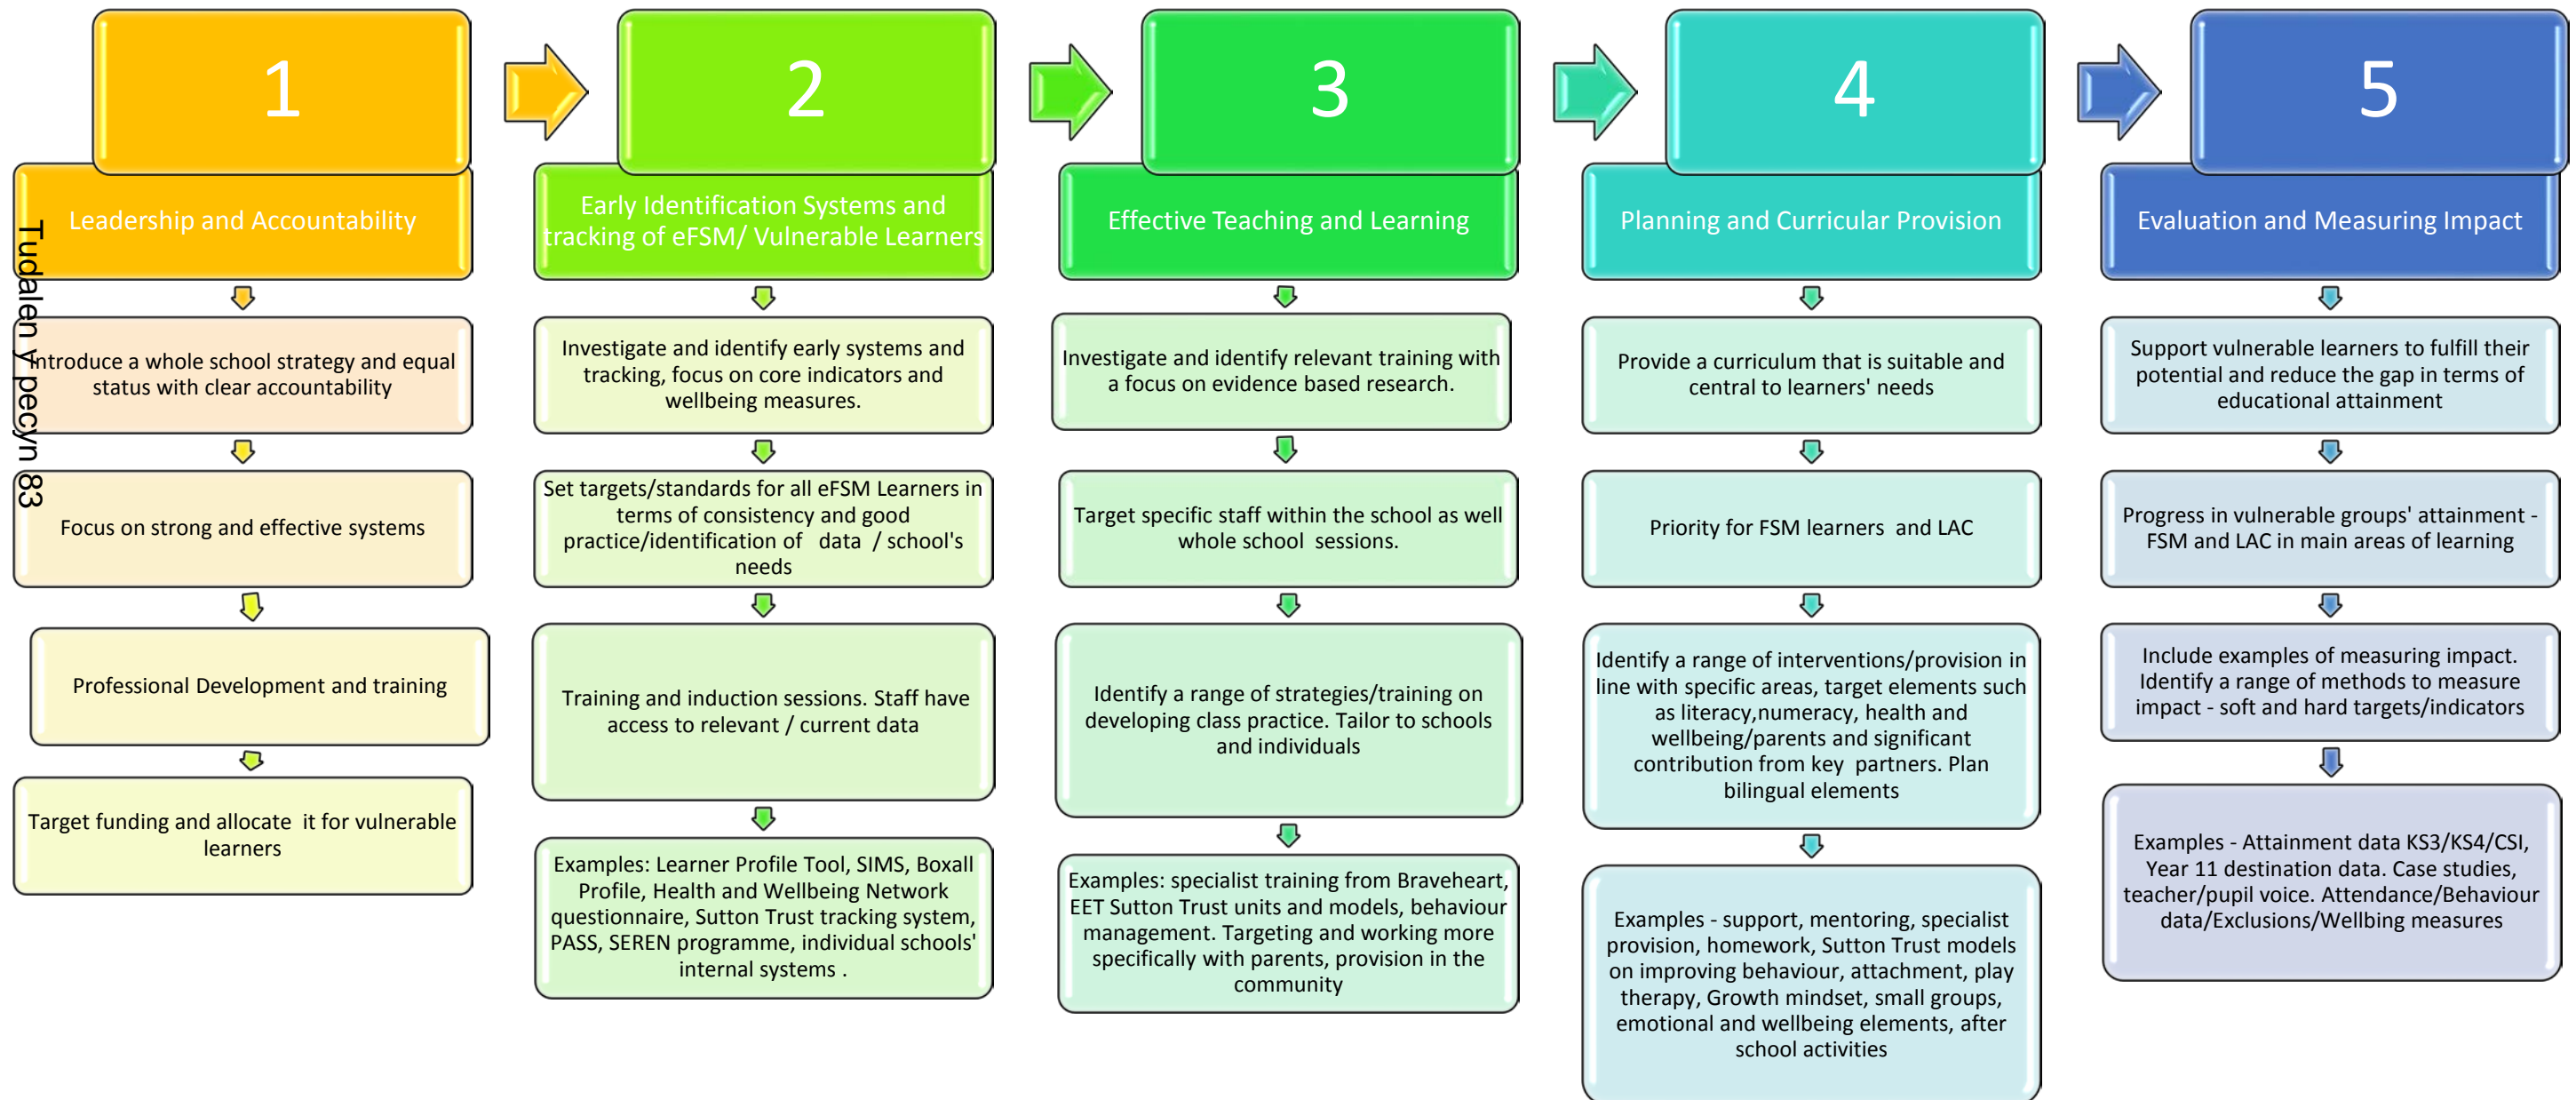 1
Leadership and Accountability
Introduce a whole school strategy and equal
status with clear accountability
Focus on strong and effective systems
Professional Development and training
Target funding and allocate it for vulnerable
learners
2
Early Identification Systems and
tracking of eFSM/ Vulnerable Learners
Investigate and identify early systems and
tracking, focus on core indicators and
wellbeing measures.
Set targets/standards for all eFSM Learners in
terms of consistency and good
practice/identification of data / school's
needs
Training and induction sessions. Staff have
access to relevant / current data
Examples: Learner Profile Tool, SIMS, Boxall
Profile, Health and Wellbeing Network
questionnaire, Sutton Trust tracking system,
PASS, SEREN programme, individual schools'
internal systems .
3
Effective Teaching and Learning
Investigate and identify relevant training with
a focus on evidence based research.
Target specific staff within the school as well
whole school sessions.
Identify a range of strategies/training on
developing class practice. Tailor to schools
and individuals
Examples: specialist training from Braveheart,
EET Sutton Trust units and models, behaviour
management. Targeting and working more
specifically with parents, provision in the
community
4
Planning and Curricular Provision
Provide a curriculum that is suitable and
central to learners' needs
Priority for FSM learners and LAC
Identify a range of interventions/provision in
line with specific areas, target elements such
as literacy,numeracy, health and
wellbeing/parents and significant
contribution from key partners. Plan
bilingual elements
Examples - support, mentoring, specialist
provision, homework, Sutton Trust models
on improving behaviour, attachment, play
therapy, Growth mindset, small groups,
emotional and wellbeing elements, after
school activities
5
Evaluation and Measuring Impact
Support vulnerable learners to fulfill their
potential and reduce the gap in terms of
educational attainment
Progress in vulnerable groups' attainment -
FSM and LAC in main areas of learning
Include examples of measuring impact.
Identify a range of methods to measure
impact - soft and hard targets/indicators
Examples - Attainment data KS3/KS4/CSI,
Year 11 destination data. Case studies,
teacher/pupil voice. Attendance/Behaviour
data/Exclusions/Wellbing measures
Tudalen y pecyn 83